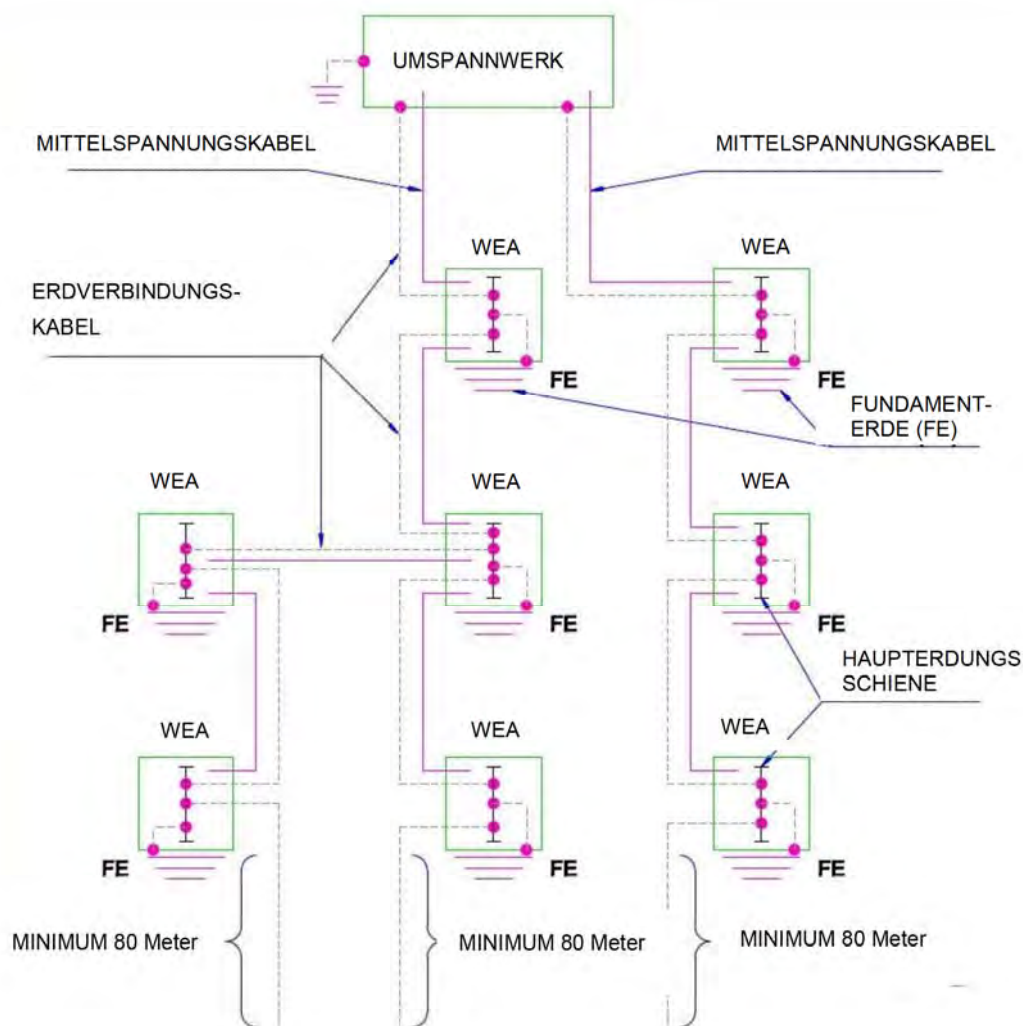 UMSPANNWERK
MITTELSPANNUNGSKABEL
MITTELSPANNUNGSKABEL
WEA
WEA
ERDVERBINDUNGS-
KABEL
FE
FE
FUNDAMENT-
ERDE (FE)
WEA
WEA
WEA
FE
FE
FE
HAUPTERDUNGS
SCHIENE
WEA
WEA
WEA
FE
FE
FE
MINIMUM 80 Meter
MINIMUM 80 Meter
MINIMUM 80 Meter